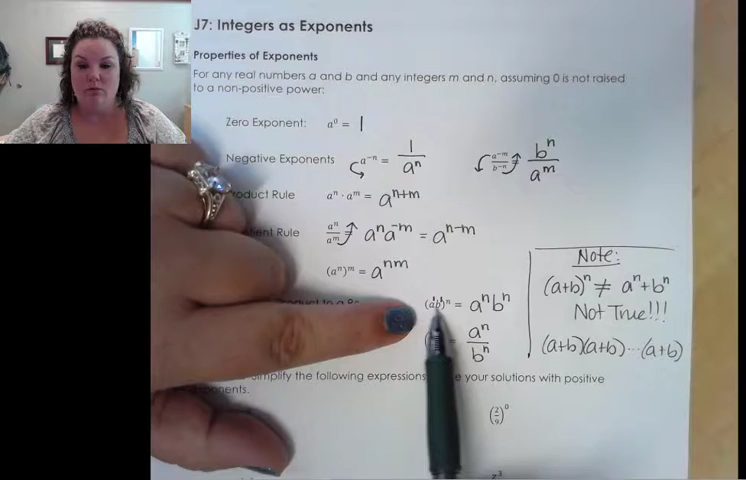 J7: Integers as Exponents
Properties of Exponents
For any real numbers a and b and any integers m and n, assuming 0 is not raised
to a non-positive power:
Zero Exponent: a⁰ = 1
Negative Exponents a⁻ⁿ = 1/aⁿ a⁻ᵐ/b⁻ⁿ bⁿ/aᵐ
Rule aⁿ · aᵐ = aⁿ⁺ᵐ
Rule aⁿ/aᵐ aⁿa⁻ᵐ = aⁿ⁻ᵐ
(aⁿ)ᵐ = aⁿᵐ
(ab)ⁿ = aⁿbⁿ
= aⁿ/bⁿ
Note:
(a+b)ⁿ ≠ aⁿ+bⁿ
Not True!!!
(a+b)(a+b)···(a+b)
the following expressions your solutions with positive
(2/9)⁰